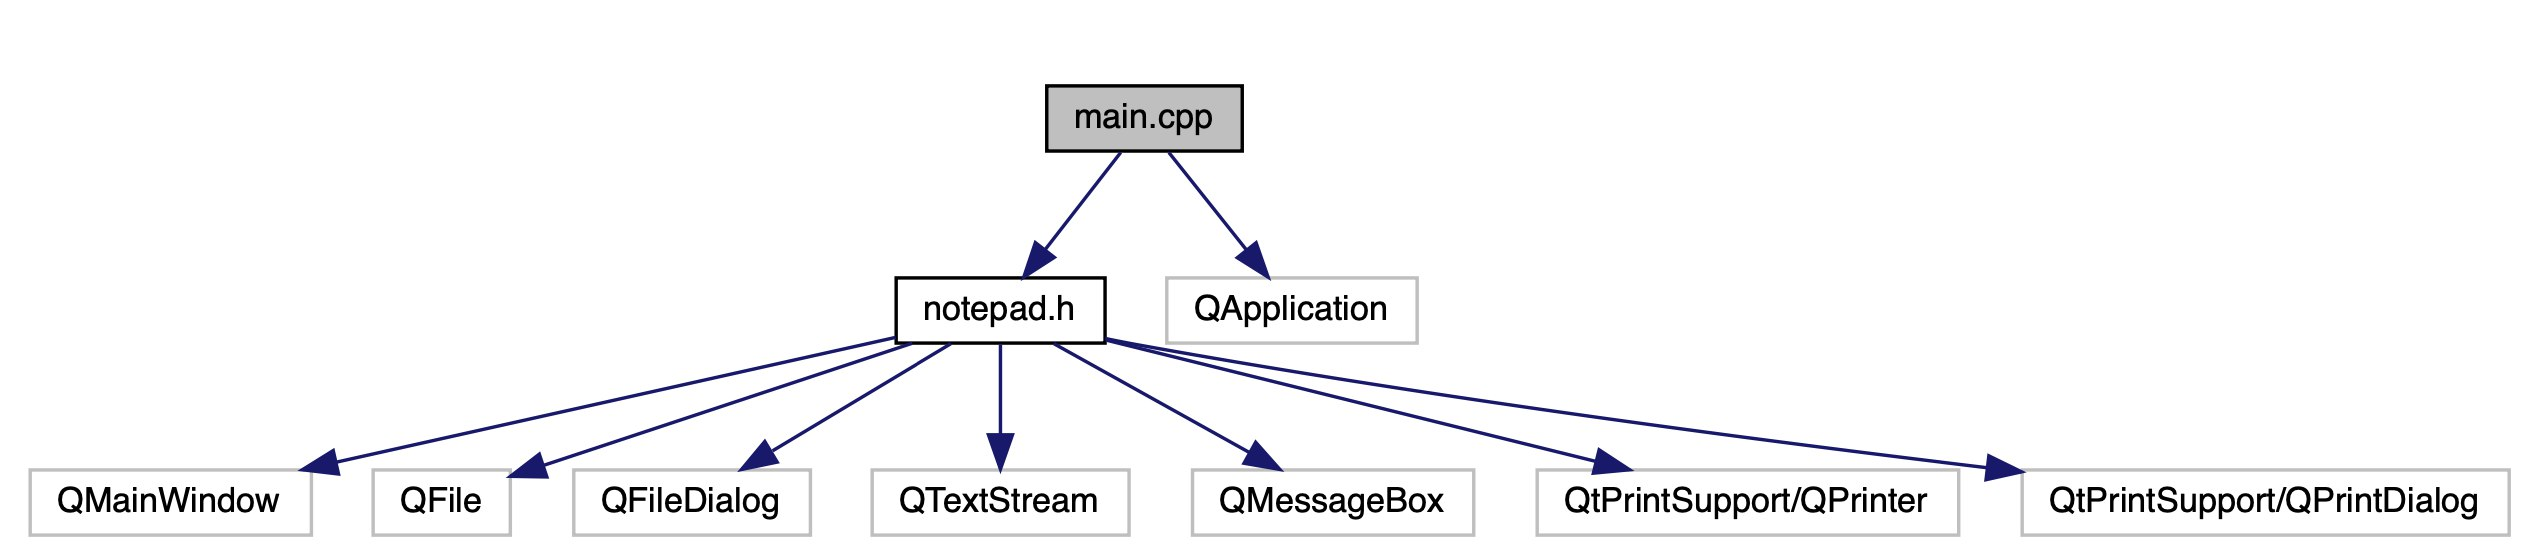 main.cpp
notepad.h
QApplication
QMainWindow
QFile
QFileDialog
QTextStream
QMessageBox
QtPrintSupport/QPrinter
QtPrintSupport/QPrintDialog